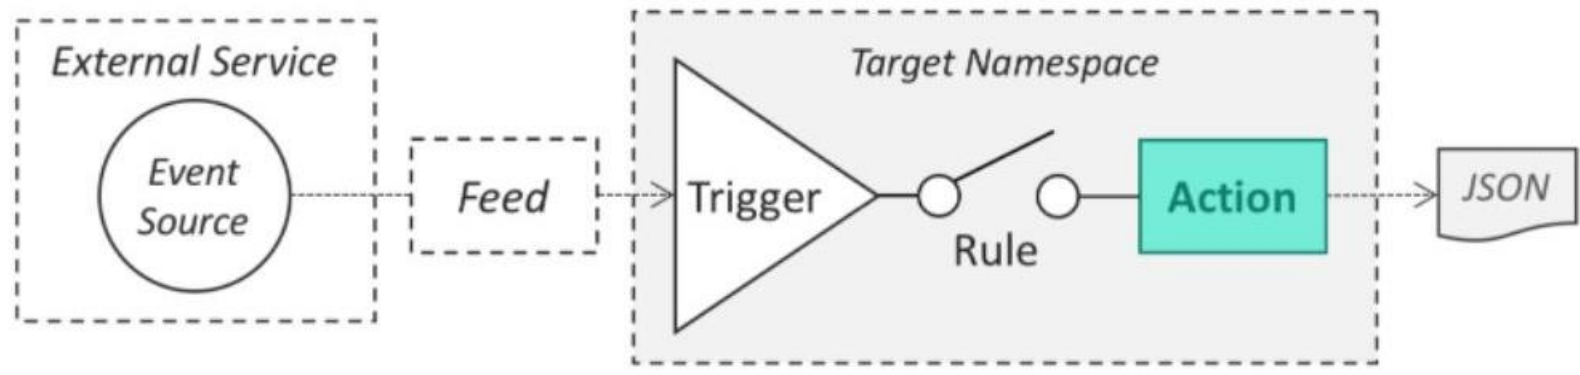 External Service
Event
Source
Feed
Target Namespace
Trigger
Rule
Action
JSON